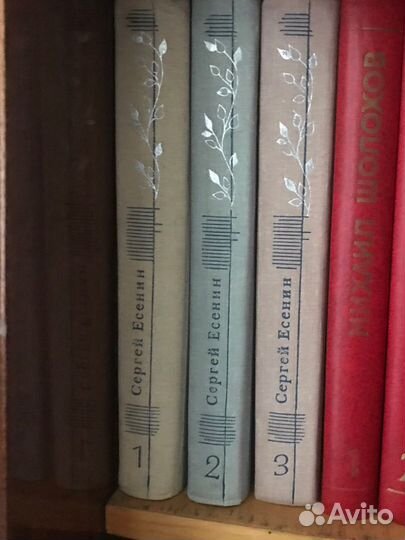 Сергей Есенин
1
Сергей Есенин
2
Сергей Есенин
3
МИХАИЛ ШОЛОХОВ
Avito